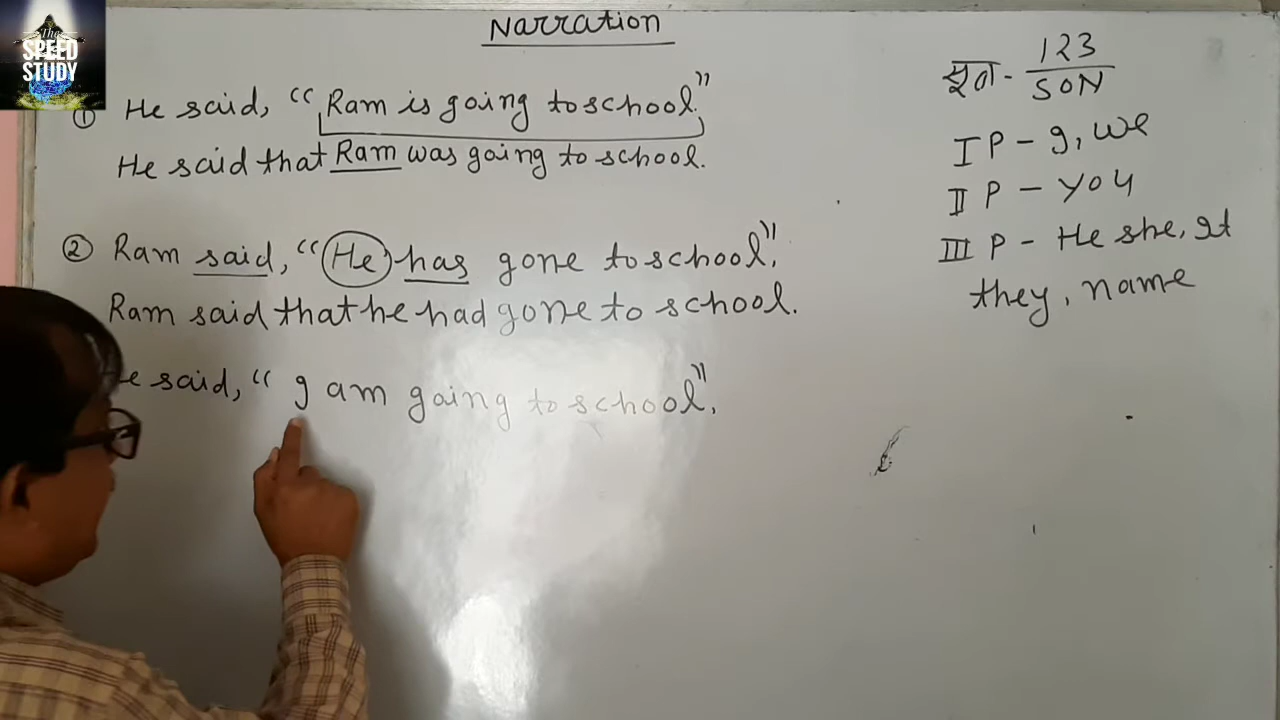 The
SPEED
STUDY
Narration
① He said, “Ram is going to school.”
He said that Ram was going to school.
② Ram said, “He has gone to school”.
Ram said that he had gone to school.
He said, “I am going to school”.
सूत्र - 123
SON
I P - I, we
II P - You
III P - He she, It
they, name